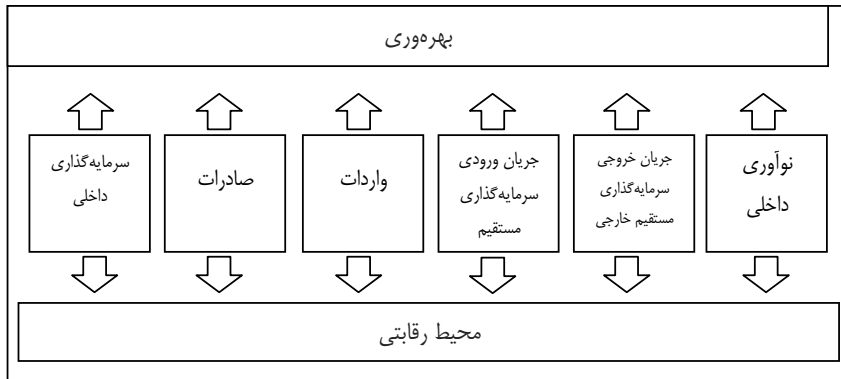 بهره‌وری
نوآوری
داخلی
جریان خروجی
سرمایه‌گذاری
مستقیم خارجی
جریان ورودی
سرمایه‌گذاری
مستقیم
واردات
صادرات
سرمایه‌گذاری
داخلی
محیط رقابتی